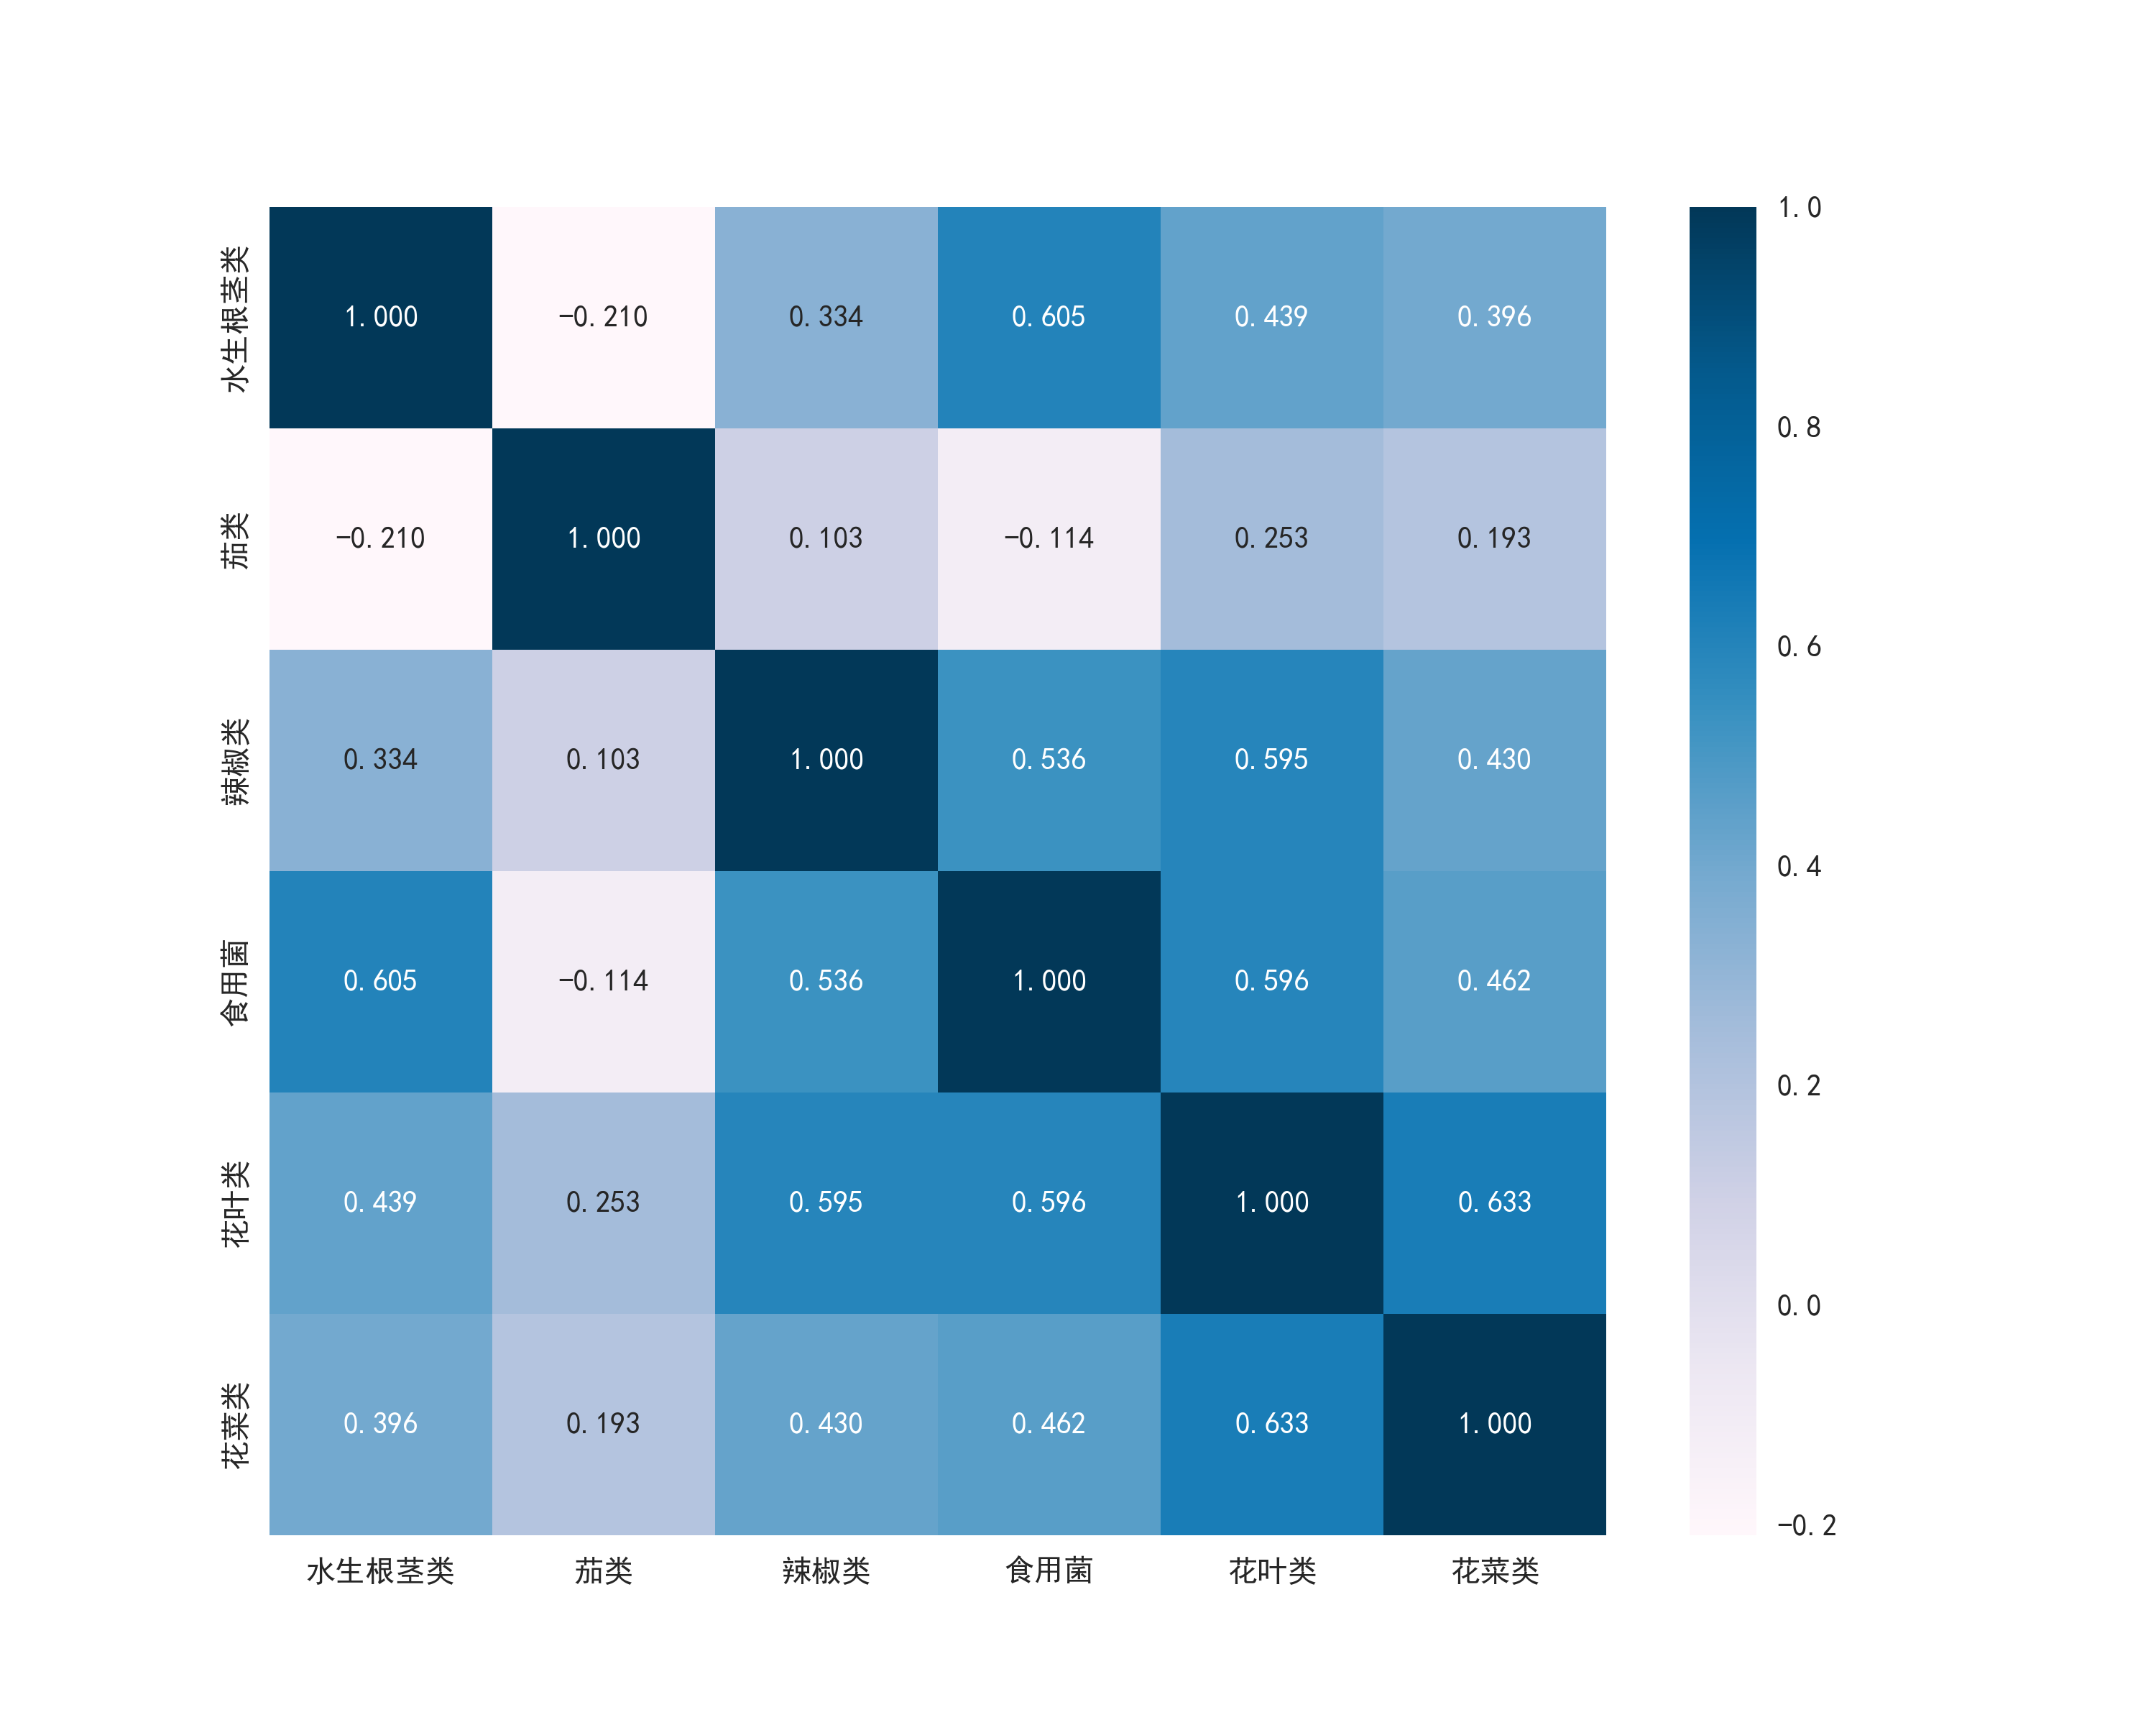 水生根茎类 1.000 -0.210 0.334 0.605 0.439 0.396
茄类 -0.210 1.000 0.103 -0.114 0.253 0.193
辣椒类 0.334 0.103 1.000 0.536 0.595 0.430
食用菌 0.605 -0.114 0.536 1.000 0.596 0.462
花叶类 0.439 0.253 0.595 0.596 1.000 0.633
花菜类 0.396 0.193 0.430 0.462 0.633 1.000
水生根茎类 茄类 辣椒类 食用菌 花叶类 花菜类
1.0
0.8
0.6
0.4
0.2
0.0
-0.2